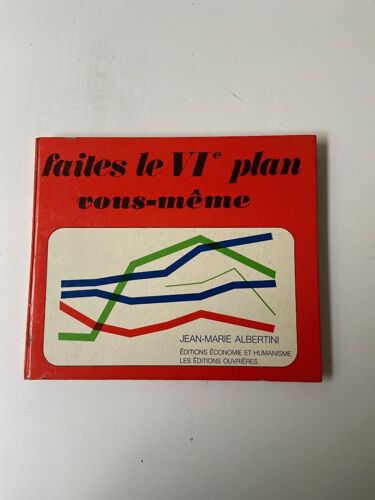 faites le VIe plan
vous-même
JEAN-MARIE ALBERTINI
ÉDITIONS ÉCONOMIE ET HUMANISME
LES ÉDITIONS OUVRIÈRES